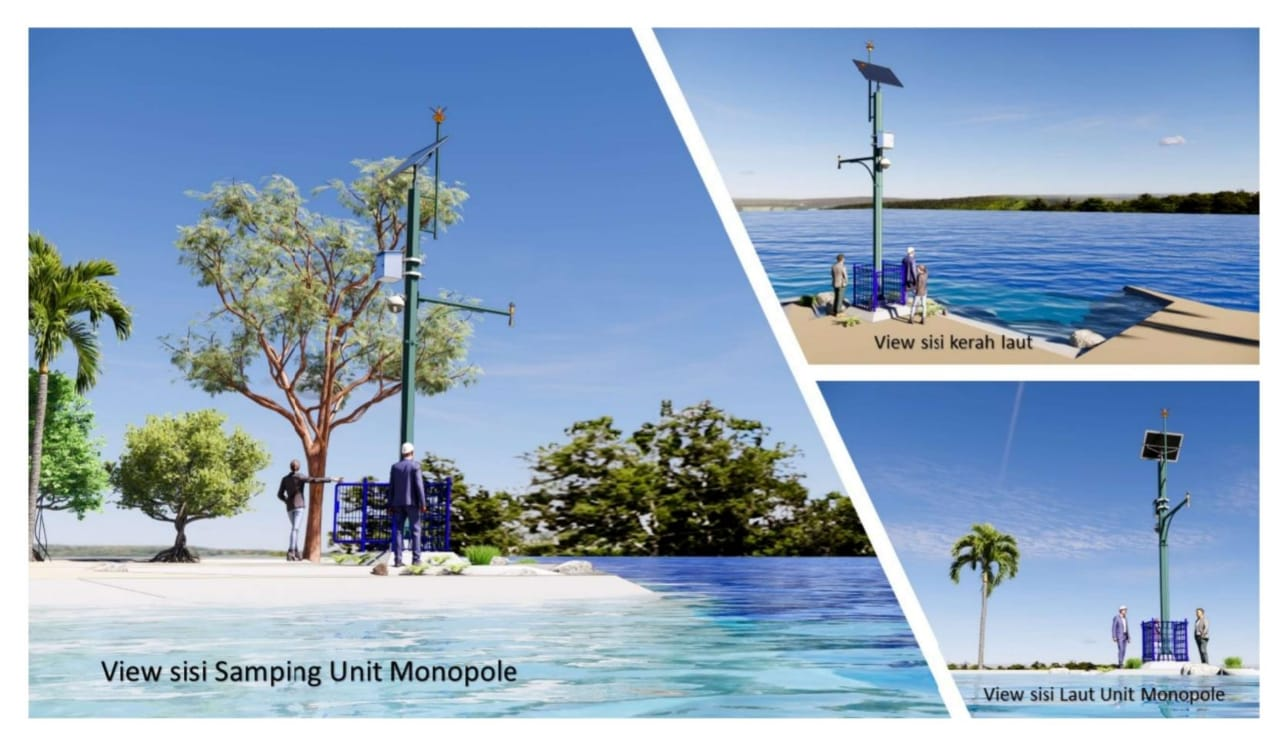 View sisi kerah laut
View sisi Samping Unit Monopole
View sisi Laut Unit Monopole